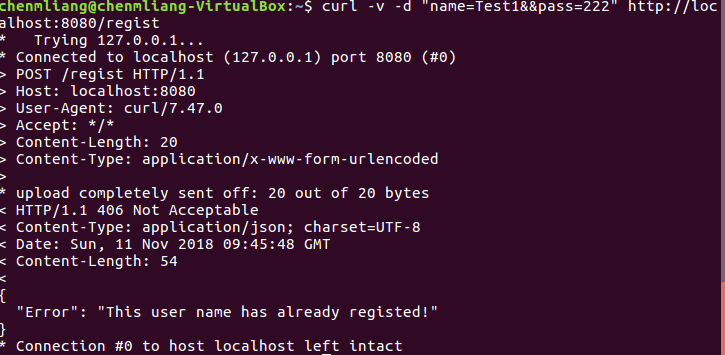 chenmliang@chenmliang-VirtualBox:~$ curl -v -d "name=Test1&&pass=222" http://loc
alhost:8080/regist
*   Trying 127.0.0.1...
* Connected to localhost (127.0.0.1) port 8080 (#0)
> POST /regist HTTP/1.1
> Host: localhost:8080
> User-Agent: curl/7.47.0
> Accept: */*
> Content-Length: 20
> Content-Type: application/x-www-form-urlencoded
>
* upload completely sent off: 20 out of 20 bytes
< HTTP/1.1 406 Not Acceptable
< Content-Type: application/json; charset=UTF-8
< Date: Sun, 11 Nov 2018 09:45:48 GMT
< Content-Length: 54
<
{
  "Error": "This user name has already registed!"
}
* Connection #0 to host localhost left intact